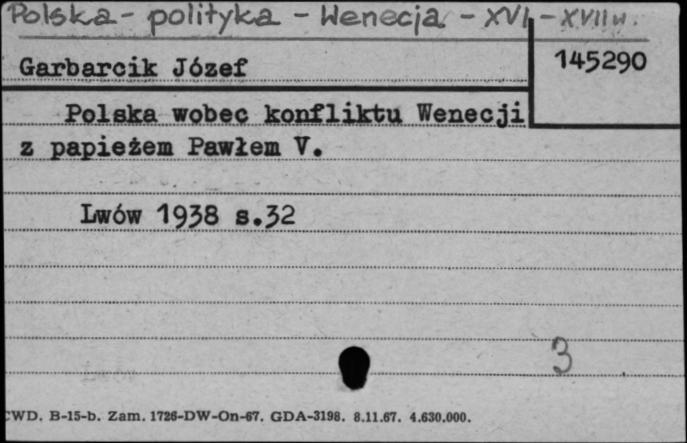 Polska - polityka - Wenecja - XVI - XVII w.
Garbarcik Józef
145290
Polska wobec konfliktu Wenecji
z papieżem Pawłem V.
Lwów 1938 s.32
3
CWD. B-15-b. Zam. 1726-DW-On-67. GDA-3198. 8.11.67. 4.630.000.